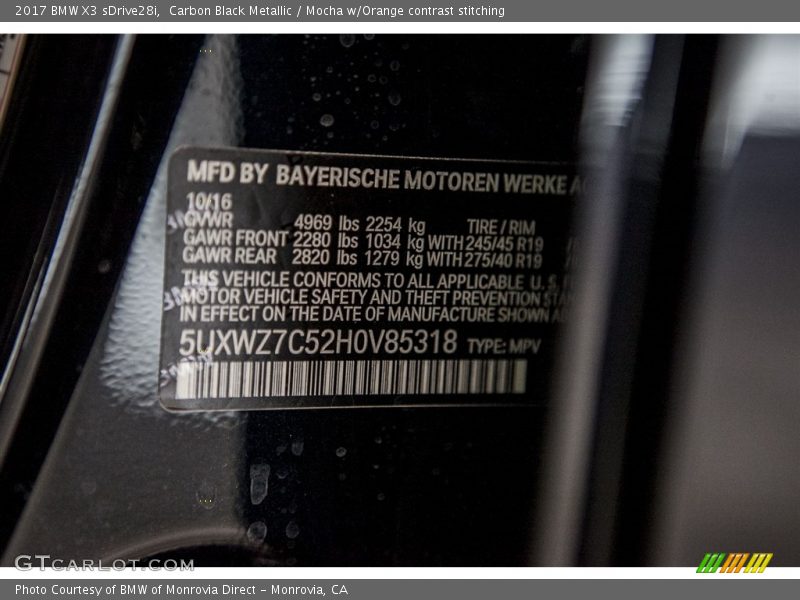 2017 BMW X3 sDrive28i,  Carbon Black Metallic / Mocha w/Orange contrast stitching
MFD BY BAYERISCHE MOTOREN WERKE
10/16
GVWR 4969 lbs 2254 kg TIRE / RIM
GAWR FRONT 2280 lbs 1034 kg WITH 245/45 R19
GAWR REAR 2820 lbs 1279 kg WITH 275/40 R19
THIS VEHICLE CONFORMS TO ALL APPLICABLE U.S.
MOTOR VEHICLE SAFETY AND THEFT PREVENTION
IN EFFECT ON THE DATE OF MANUFACTURE SHOWN
5UXWZ7C52H0V85318 TYPE: MPV
GTCARLOT.COM
Photo Courtesy of BMW of Monrovia Direct – Monrovia, CA